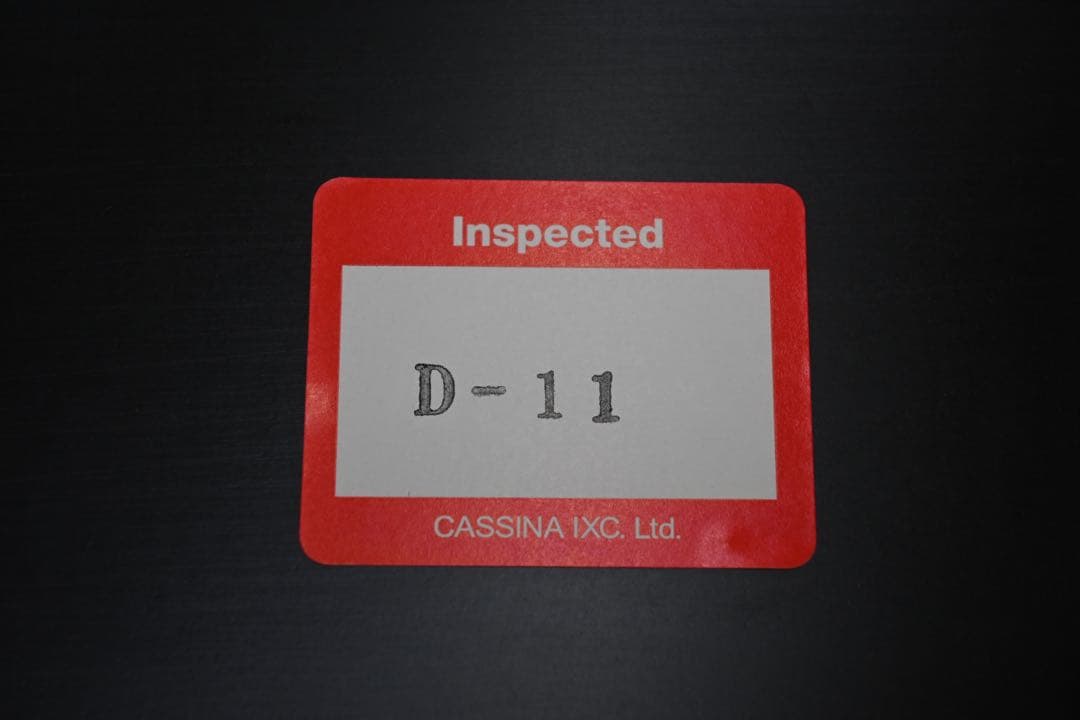 Inspected
D-11
CASSINA IXC. Ltd.